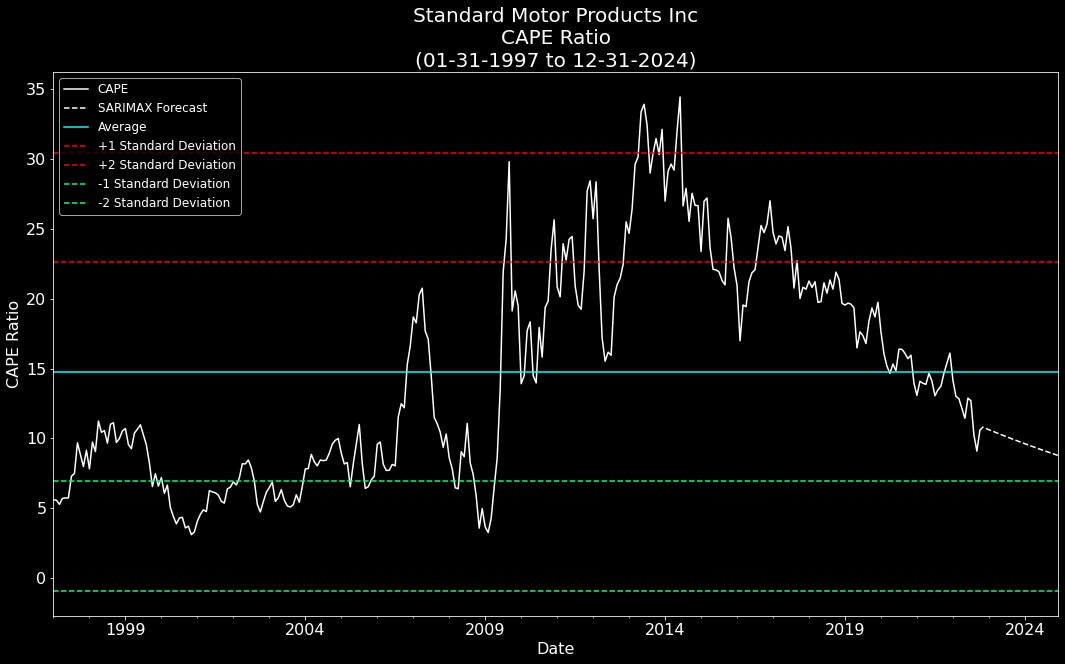 Standard Motor Products Inc
CAPE Ratio
(01-31-1997 to 12-31-2024)
CAPE
SARIMAX Forecast
Average
+1 Standard Deviation
+2 Standard Deviation
-1 Standard Deviation
-2 Standard Deviation
CAPE Ratio
35
30
25
20
15
10
5
0
1999
2004
2009
2014
2019
2024
Date